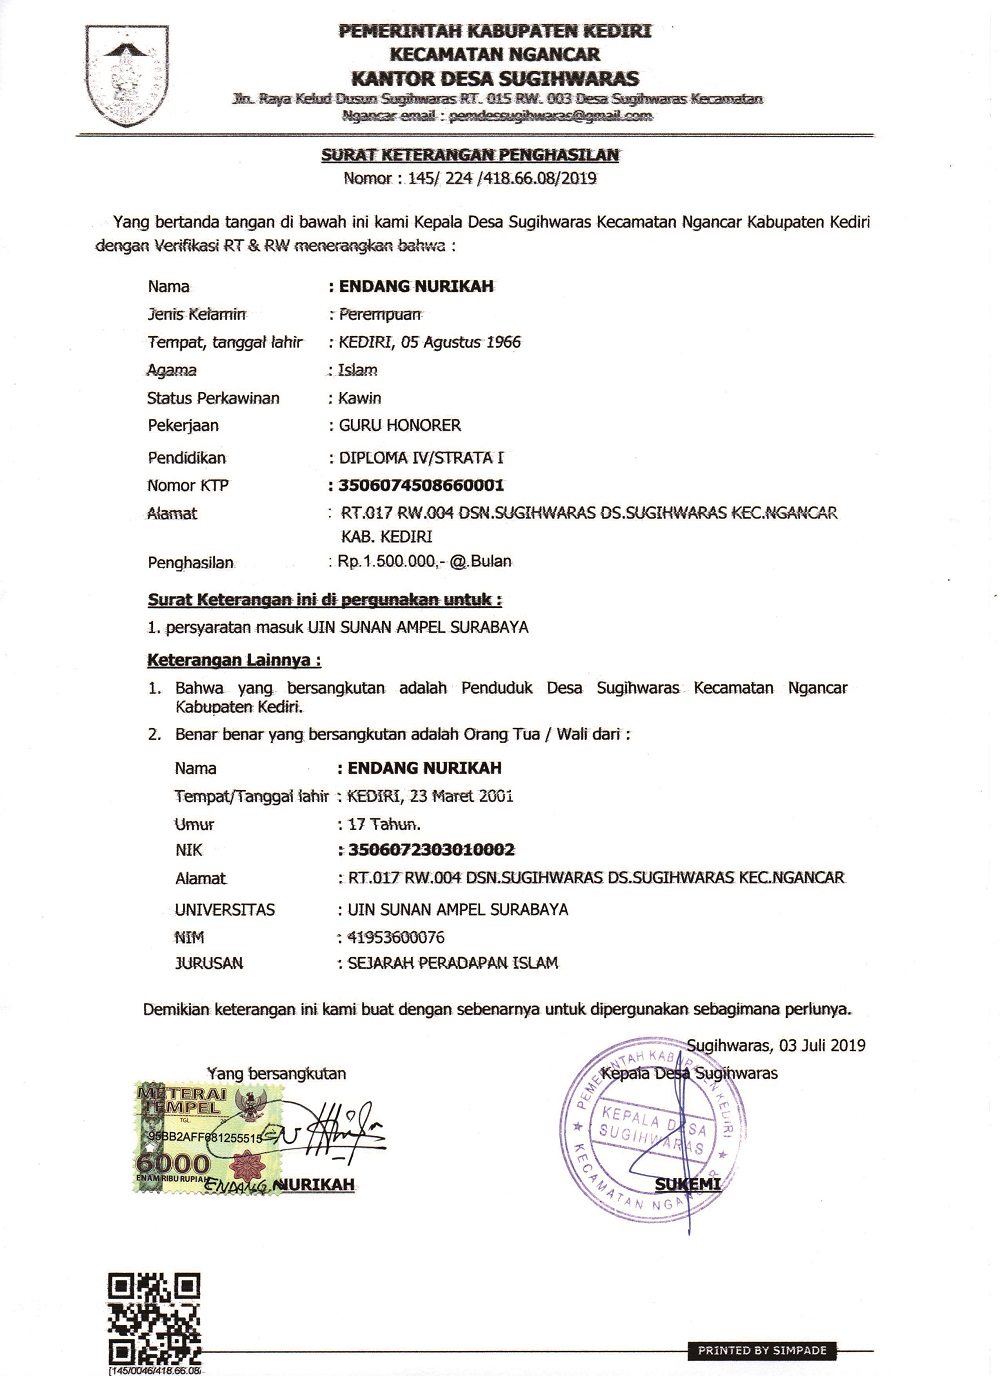 PEMERINTAH KABUPATEN KEDIRI
KECAMATAN NGANCAR
KANTOR DESA SUGIHWARAS
Jln. Raya Kelud Dusun Sugihwaras RT. 015 RW. 003 Desa Sugihwaras Kecamatan
Ngancar email : pemdessugihwaras@gmail.com
SURAT KETERANGAN PENGHASILAN
Nomor : 145/ 224 /418.66.08/2019
Yang bertanda tangan di bawah ini kami Kepala Desa Sugihwaras Kecamatan Ngancar Kabupaten Kediri
dengan Verifikasi RT & RW menerangkan bahwa :
Nama : ENDANG NURIKAH
Jenis Kelamin : Perempuan
Tempat, tanggal lahir : KEDIRI, 05 Agustus 1966
Agama : Islam
Status Perkawinan : Kawin
Pekerjaan : GURU HONORER
Pendidikan : DIPLOMA IV/STRATA I
Nomor KTP : 3506074508660001
Alamat : RT.017 RW.004 DSN.SUGIHWARAS DS.SUGIHWARAS KEC.NGANCAR
KAB. KEDIRI
Penghasilan : Rp.1.500.000,- @.Bulan
Surat Keterangan ini di pergunakan untuk :
1. persyaratan masuk UIN SUNAN AMPEL SURABAYA
Keterangan Lainnya :
1. Bahwa yang bersangkutan adalah Penduduk Desa Sugihwaras Kecamatan Ngancar
Kabupaten Kediri.
2. Benar benar yang bersangkutan adalah Orang Tua / Wali dari :
Nama : ENDANG NURIKAH
Tempat/Tanggal lahir : KEDIRI, 23 Maret 2001
Umur : 17 Tahun.
NIK : 3506072303010002
Alamat : RT.017 RW.004 DSN.SUGIHWARAS DS.SUGIHWARAS KEC.NGANCAR
UNIVERSITAS : UIN SUNAN AMPEL SURABAYA
NIM : 41953600076
JURUSAN : SEJARAH PERADAPAN ISLAM
Demikian keterangan ini kami buat dengan sebenarnya untuk dipergunakan sebagimana perlunya.
Sugihwaras, 03 Juli 2019
Yang bersangkutan Kepala Desa Sugihwaras
METERAI
TEMPEL
TGL.
95BB2AFF681255515
6000
ENAM RIBU RUPIAH
ENDANG NURIKAH
PEMERINTAH KABUPATEN KEDIRI
KEPALA DESA
SUGIHWARAS
KECAMATAN NGANCAR
SUKEMI
[145/0046/418.66.08/
PRINTED BY SIMPADE